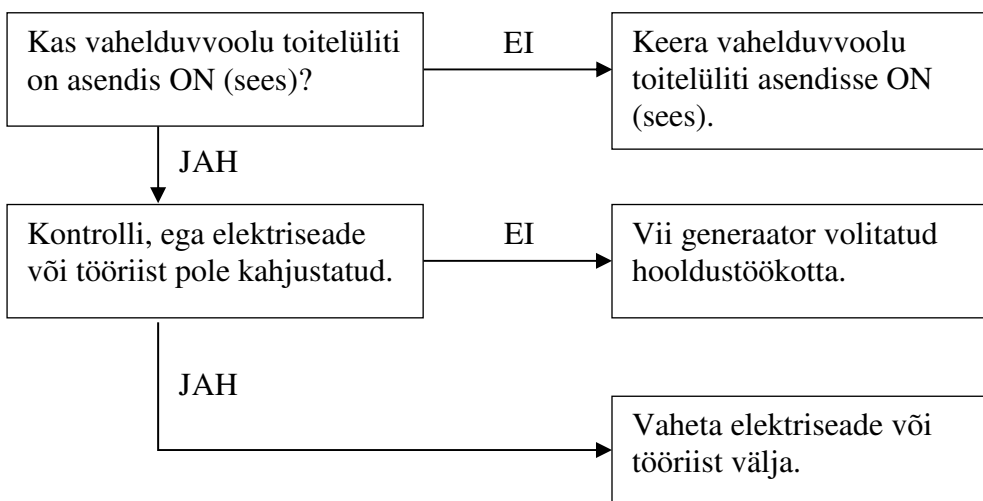 Kas vahelduvvoolu toitelüliti
on asendis ON (sees)?
EI
Keera vahelduvvoolu
toitelüliti asendisse ON
(sees).
JAH
Kontrolli, ega elektriseade
või tööriist pole kahjustatud.
EI
Vii generaator volitatud
hooldustöökotta.
JAH
Vaheta elektriseade või
tööriist välja.